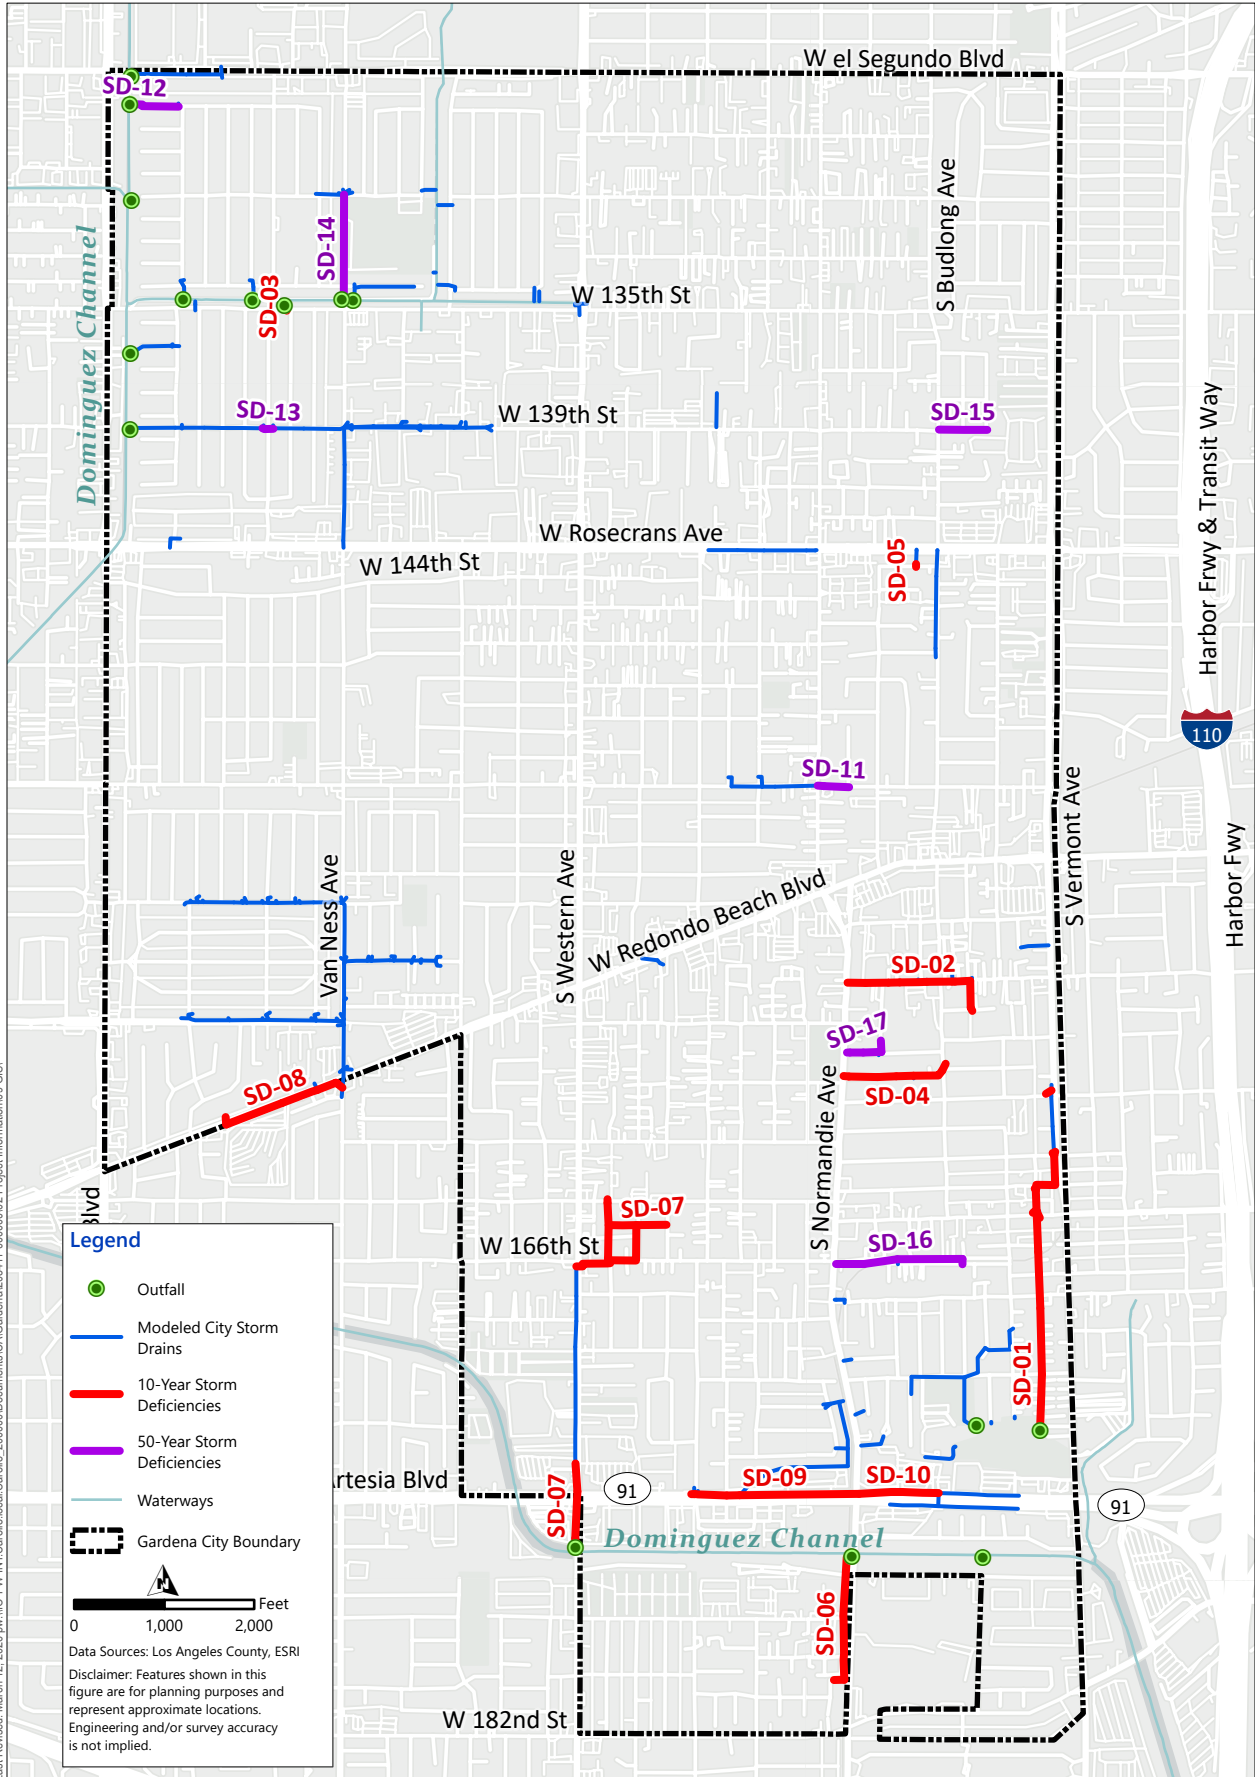 W el Segundo Blvd
SD-12
S Budlong Ave
SD-14
Dominguez Channel
SD-03
W 135th St
Harbor Frwy & Transit Way
SD-13
W 139th St
SD-15
W Rosecrans Ave
W 144th St
SD-05
110
SD-11
S Vermont Ave
Harbor Fwy
Van Ness Ave
S Western Ave
W Redondo Beach Blvd
SD-02
SD-17
SD-08
SD-04
S Normandie Ave
Blvd
SD-07
W 166th St
SD-16
SD-01
rtesia Blvd
SD-07
91
SD-09
SD-10
91
Dominguez Channel
SD-06
W 182nd St
Legend
Outfall
Modeled City Storm
Drains
10-Year Storm
Deficiencies
50-Year Storm
Deficiencies
Waterways
Gardena City Boundary
N
Feet
0
1,000
2,000
Data Sources: Los Angeles County, ESRI
Disclaimer: Features shown in this
figure are for planning purposes and
represent approximate locations.
Engineering and/or survey accuracy
is not implied.